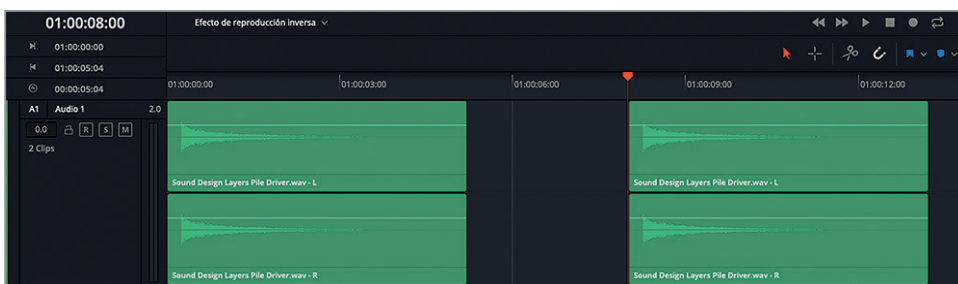 01:00:08:00 Efecto de reproducción inversa
01:00:00:00
01:00:05:04
00:00:05:04
01:00:00:00 01:00:03:00 01:00:06:00 01:00:09:00 01:00:12:00
A1 Audio 1 2.0
0.0 R S M
2 Clips
Sound Design Layers Pile Driver.wav - L Sound Design Layers Pile Driver.wav - L
Sound Design Layers Pile Driver.wav - R Sound Design Layers Pile Driver.wav - R